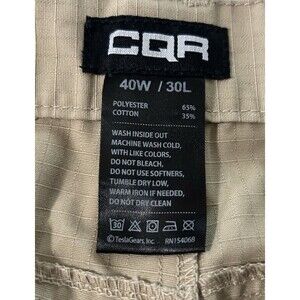 CQR
40W / 30L
POLYESTER 65%
COTTON 35%
WASH INSIDE OUT
MACHINE WASH COLD,
WITH LIKE COLORS,
DO NOT BLEACH,
DO NOT USE SOFTNERS,
TUMBLE DRY LOW,
WARM IRON IF NEEDED,
DO NOT DRY CLEAN
30
© TeslaGears, Inc. RN154068